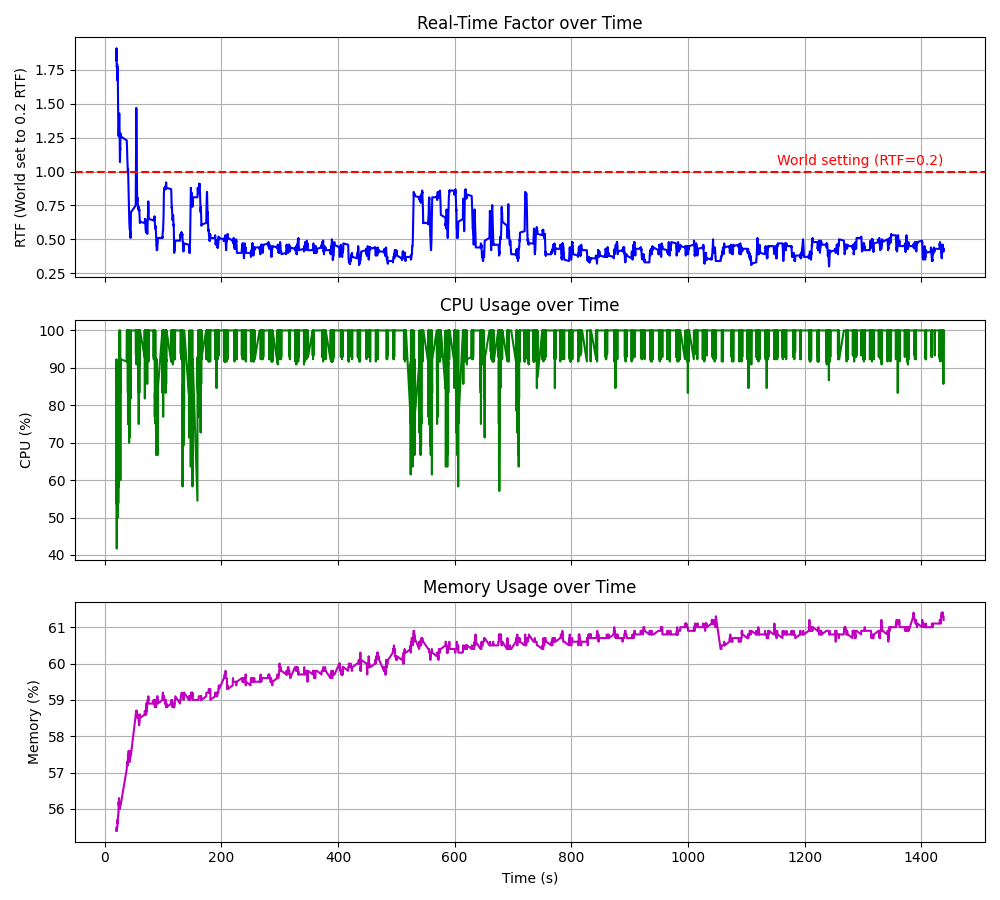 Real-Time Factor over Time
RTF (World set to 0.2 RTF)
1.75
1.50
1.25
1.00
0.75
0.50
0.25
World setting (RTF=0.2)
CPU Usage over Time
CPU (%)
100
90
80
70
60
50
40
Memory Usage over Time
Memory (%)
61
60
59
58
57
56
0 200 400 600 800 1000 1200 1400
Time (s)